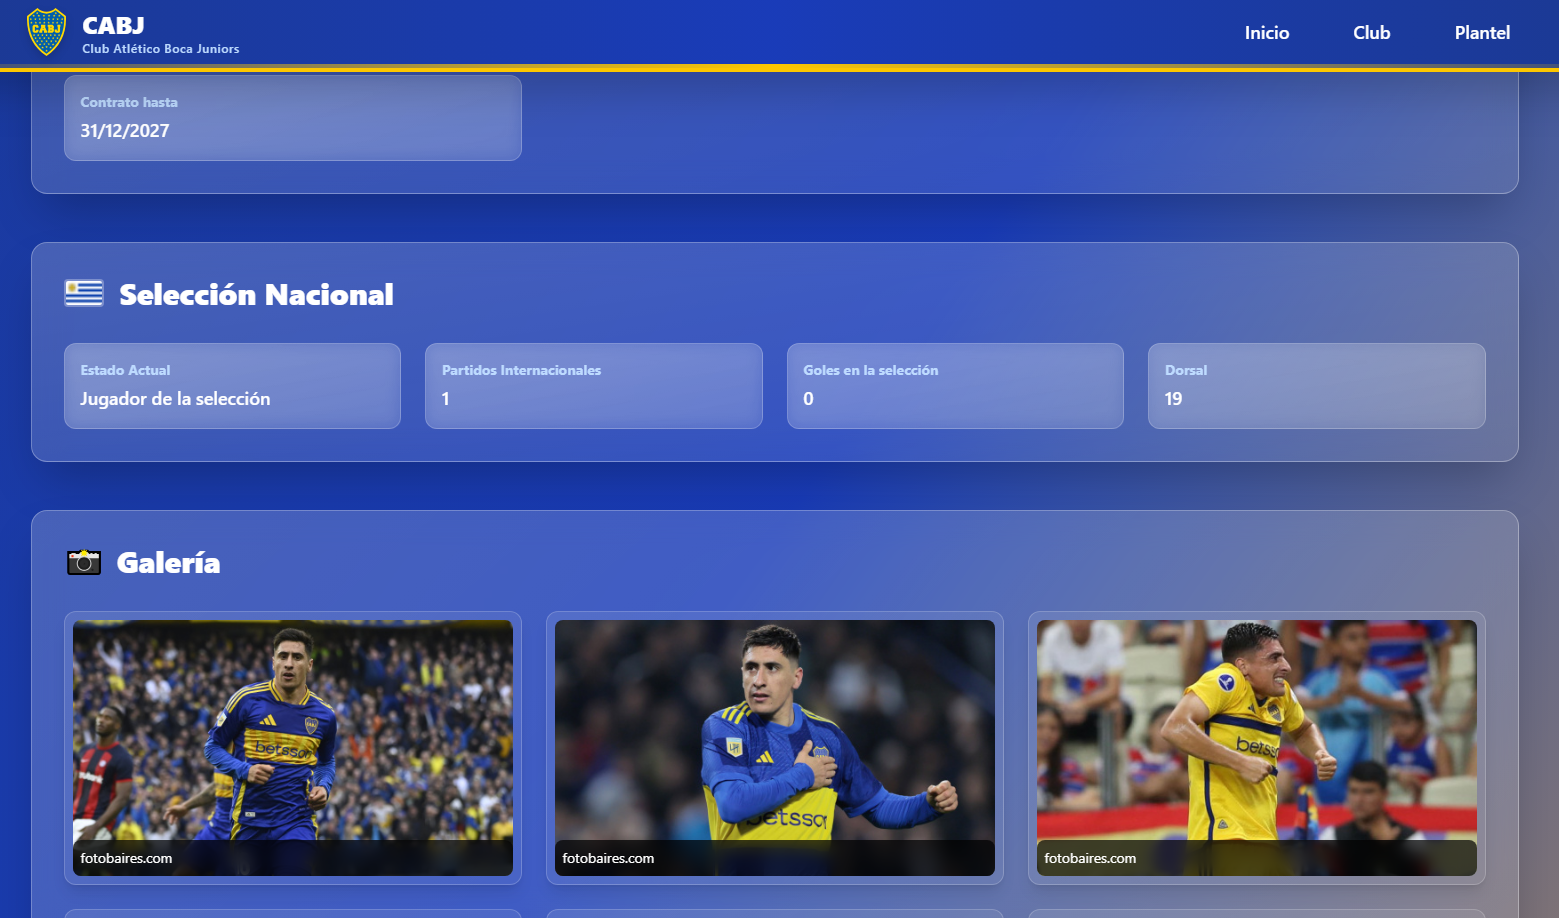 CABJ
CABJ
Club Atlético Boca Juniors
Inicio
Club
Plantel
Contrato hasta
31/12/2027
Selección Nacional
Estado Actual
Jugador de la selección
Partidos Internacionales
1
Goles en la selección
0
Dorsal
19
Galería
betsson
betsson
betsso
fotobaires.com
fotobaires.com
fotobaires.com